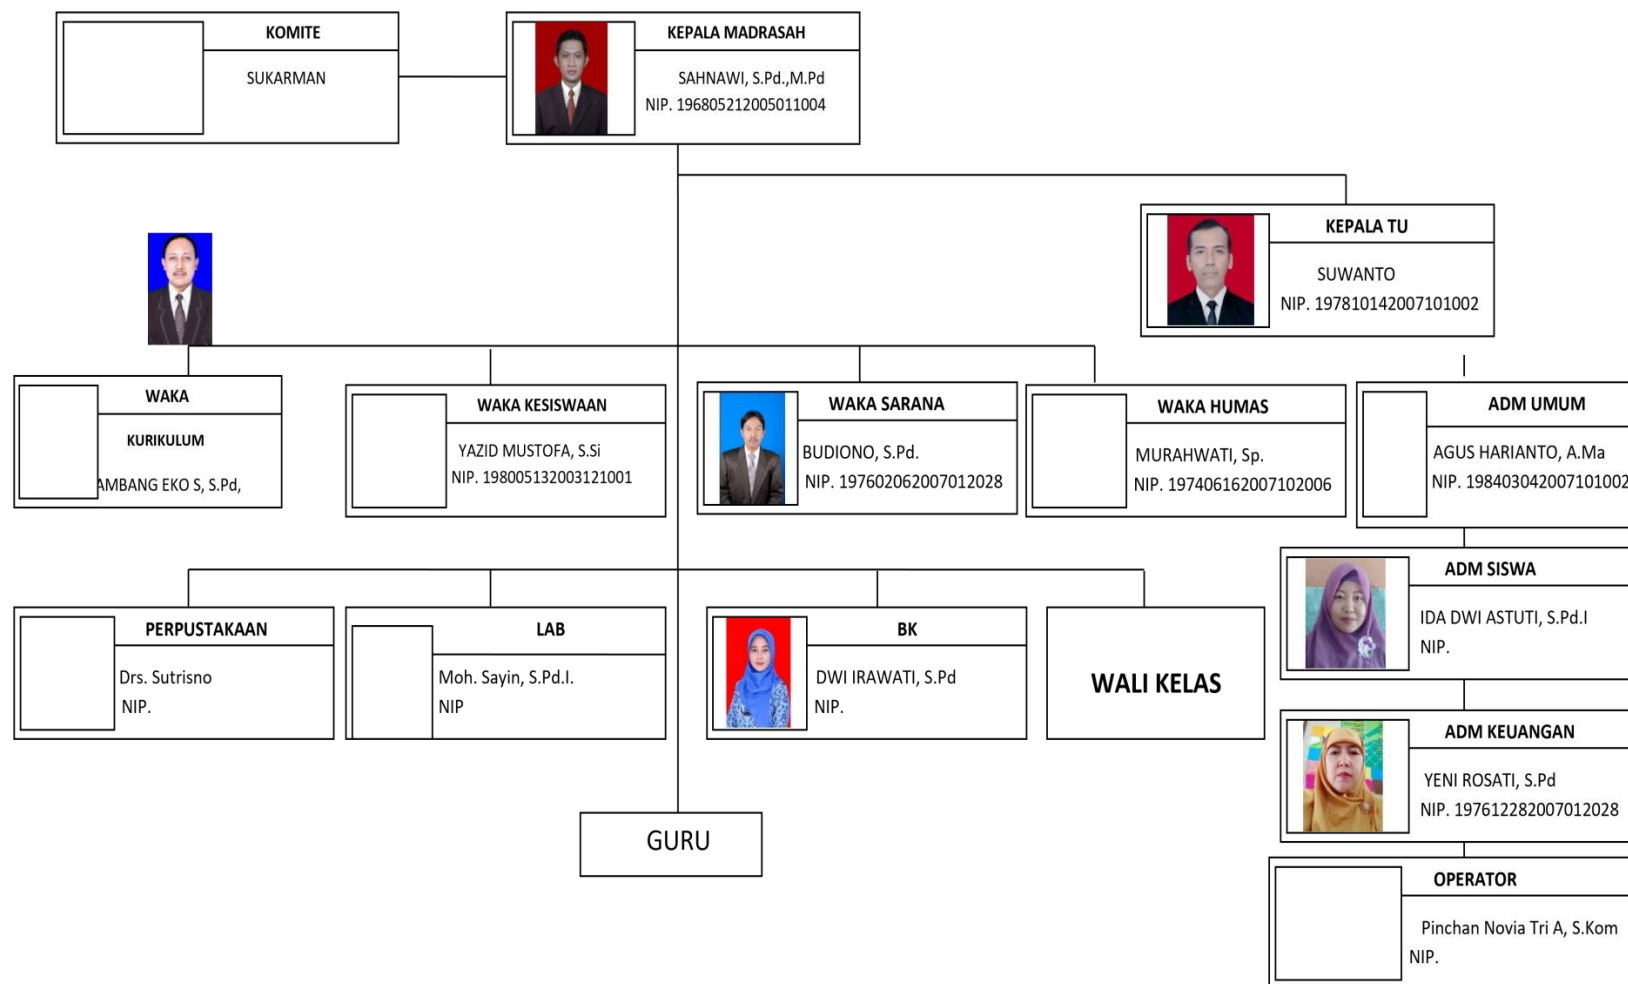 KOMITE
SUKARMAN
KEPALA MADRASAH
SAHNAWI, S.Pd.,M.Pd
NIP. 196805212005011004
KEPALA TU
SUWANTO
NIP. 197810142007101002
WAKA
KURIKULUM
AMBANG EKO S, S.Pd,
WAKA KESISWAAN
YAZID MUSTOFA, S.Si
NIP. 198005132003121001
WAKA SARANA
BUDIONO, S.Pd.
NIP. 197602062007012028
WAKA HUMAS
MURAHWATI, Sp.
NIP. 197406162007102006
ADM UMUM
AGUS HARIANTO, A.Ma
NIP. 198403042007101002
ADM SISWA
IDA DWI ASTUTI, S.Pd.I
NIP.
PERPUSTAKAAN
Drs. Sutrisno
NIP.
LAB
Moh. Sayin, S.Pd.I.
NIP
BK
DWI IRAWATI, S.Pd
NIP.
WALI KELAS
ADM KEUANGAN
YENI ROSATI, S.Pd
NIP. 197612282007012028
GURU
OPERATOR
Pinchan Novia Tri A, S.Kom
NIP.